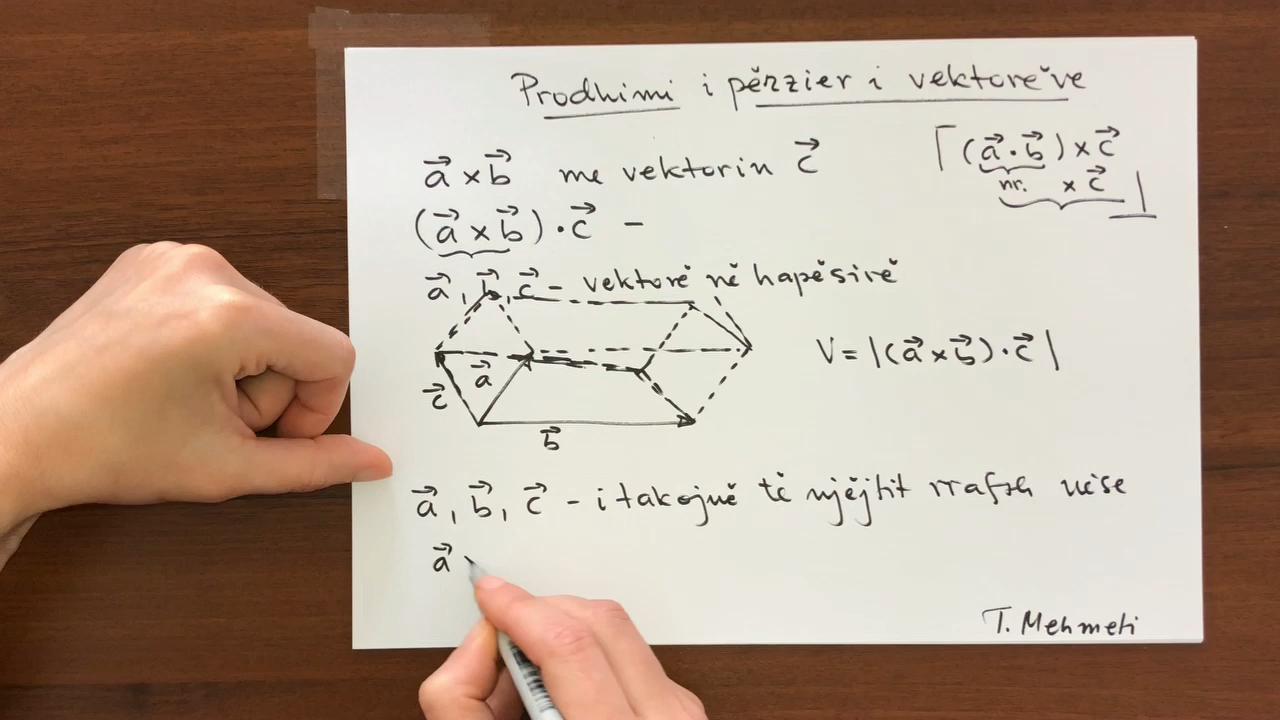 Prodhimi i përzier i vektorëve
a⃗ × b⃗ me vektorin c⃗
⌈(a⃗ · b⃗) × c⃗
nr. × c⃗⌋
(a⃗ × b⃗) · c⃗ –
a⃗, b⃗, c⃗ – vektorë në hapësirë
a⃗
c⃗
b⃗
V = |(a⃗ × b⃗) · c⃗|
a⃗, b⃗, c⃗ – i takojnë të njëjtit rrafsh nëse
a⃗
T. Mehmeti